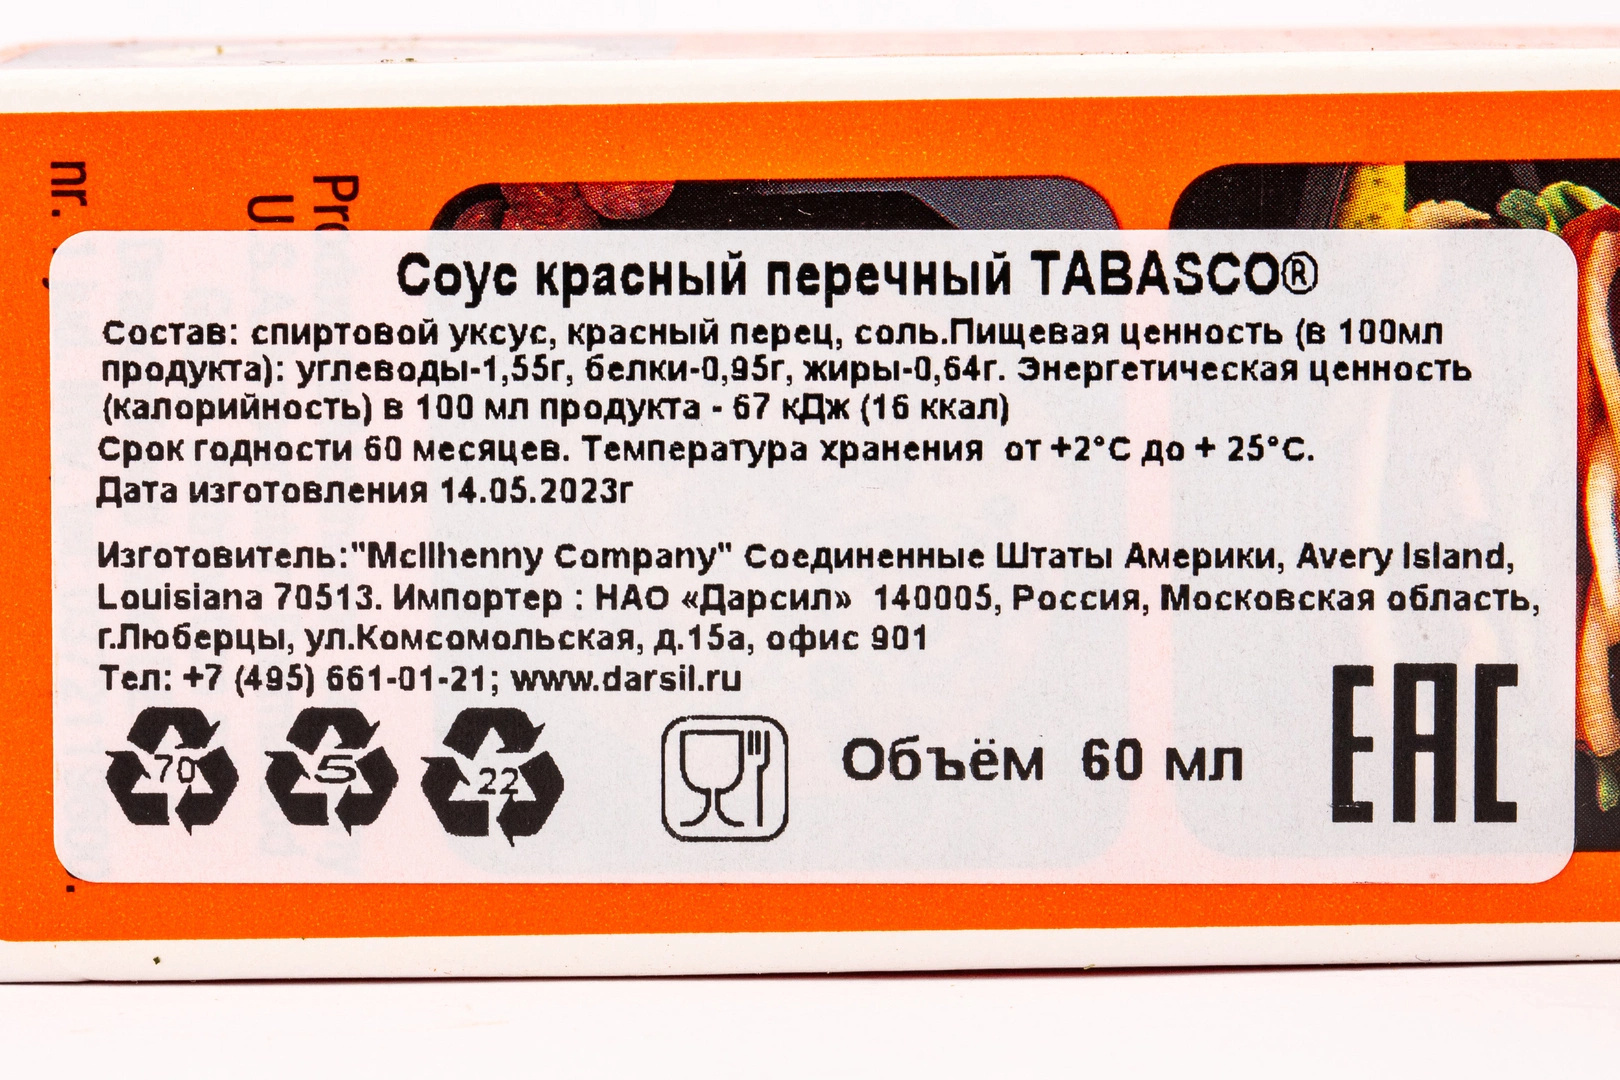 nr.
Pro
U
Соус красный перечный TABASCO®
Состав: спиртовой уксус, красный перец, соль.Пищевая ценность (в 100мл
продукта): углеводы-1,55г, белки-0,95г, жиры-0,64г. Энергетическая ценность
(калорийность) в 100 мл продукта - 67 кДж (16 ккал)
Срок годности 60 месяцев. Температура хранения от +2°С до + 25°С.
Дата изготовления 14.05.2023г
Изготовитель:"McIlhenny Company" Соединенные Штаты Америки, Avery Island,
Louisiana 70513. Импортер : НАО «Дарсил» 140005, Россия, Московская область,
г.Люберцы, ул.Комсомольская, д.15а, офис 901
Тел: +7 (495) 661-01-21; www.darsil.ru
70 5 22 Объём 60 мл EAC